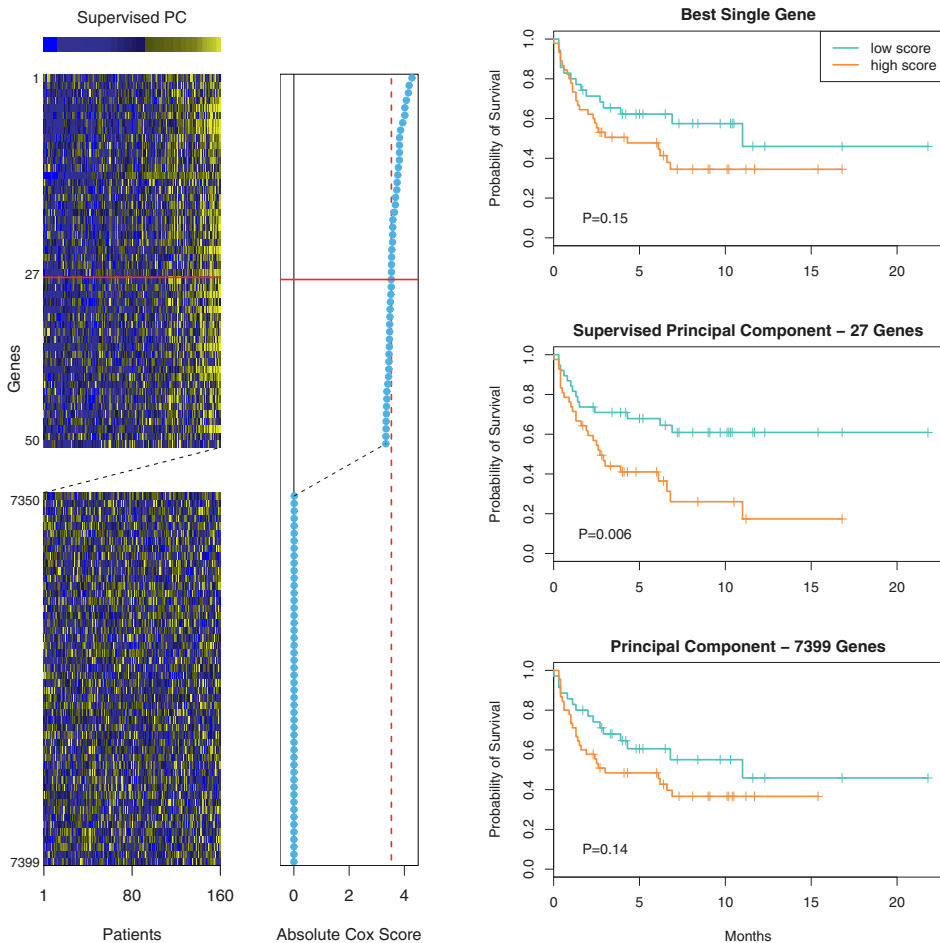 Supervised PC
1
27
Genes
50
7350
7399
1 80 160
Patients
0 2 4
Absolute Cox Score
Best Single Gene
low score
high score
Probability of Survival
0.0 0.2 0.4 0.6 0.8 1.0
P=0.15
0 5 10 15 20
Supervised Principal Component − 27 Genes
Probability of Survival
0.0 0.2 0.4 0.6 0.8 1.0
P=0.006
0 5 10 15 20
Principal Component − 7399 Genes
Probability of Survival
0.0 0.2 0.4 0.6 0.8 1.0
P=0.14
0 5 10 15 20
Months